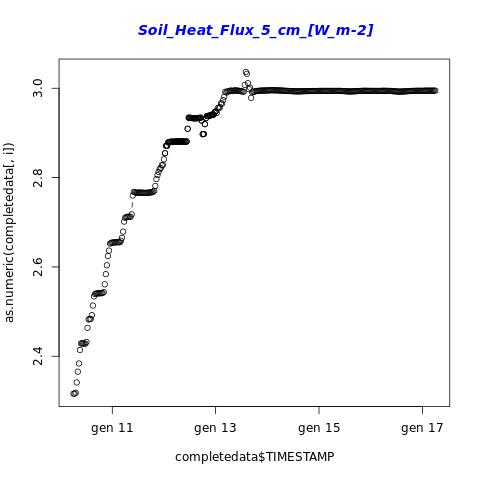 Soil_Heat_Flux_5_cm_[W_m-2]
as.numeric(completedata[, i])
3.0
2.8
2.6
2.4
gen 11
gen 13
gen 15
gen 17
completedata$TIMESTAMP